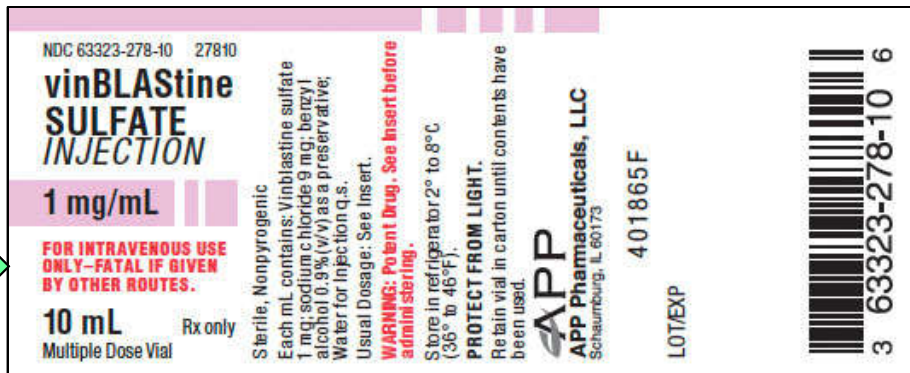 NDC 63323-278-10 27810
vinBLAStine
SULFATE
INJECTION
1 mg/mL
FOR INTRAVENOUS USE
ONLY–FATAL IF GIVEN
BY OTHER ROUTES.
10 mL Rx only
Multiple Dose Vial
Sterile, Nonpyrogenic
Each mL contains: Vinblastine sulfate
1 mg; sodium chloride 9 mg; benzyl
alcohol 0.9% (v/v) as a preservative;
Water for Injection q.s.
Usual Dosage: See Insert.
WARNING: Potent Drug. See Insert before
administering.
Store in refrigerator 2° to 8°C
(36° to 46°F).
PROTECT FROM LIGHT.
Retain vial in carton until contents have
been used.
APP
APP Pharmaceuticals, LLC
Schaumburg, IL 60173
401865F
LOT/EXP
3 63323-278-10 6